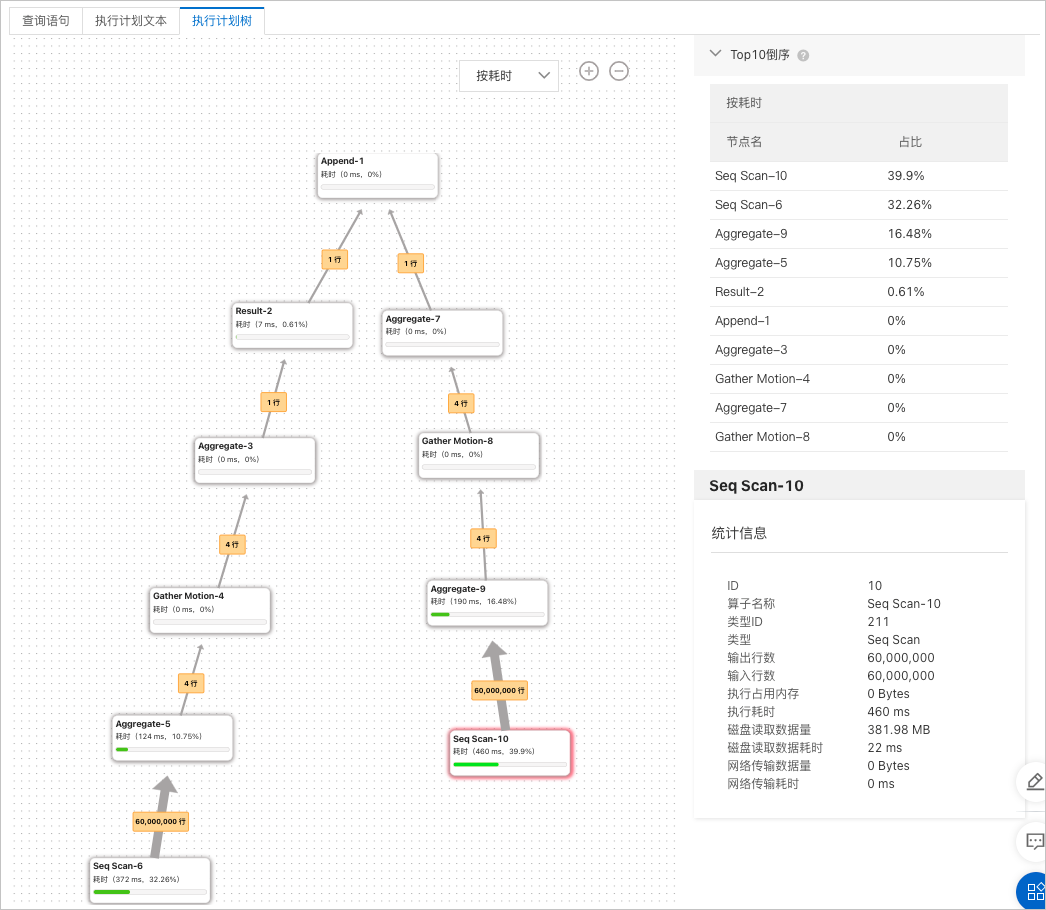 查询语句 执行计划文本 执行计划树
按耗时
Append-1
耗时（0 ms，0%）
1 行
1 行
Result-2
耗时（7 ms，0.61%）
Aggregate-7
耗时（0 ms，0%）
1 行
4 行
Aggregate-3
耗时（0 ms，0%）
Gather Motion-8
耗时（0 ms，0%）
4 行
4 行
Gather Motion-4
耗时（0 ms，0%）
Aggregate-9
耗时（190 ms，16.48%）
4 行
60,000,000 行
Aggregate-5
耗时（124 ms，10.75%）
Seq Scan-10
耗时（460 ms，39.9%）
60,000,000 行
Seq Scan-6
耗时（372 ms，32.26%）
Top10倒序 ?
按耗时
节点名 占比
Seq Scan–10 39.9%
Seq Scan–6 32.26%
Aggregate–9 16.48%
Aggregate–5 10.75%
Result–2 0.61%
Append–1 0%
Aggregate–3 0%
Gather Motion–4 0%
Aggregate–7 0%
Gather Motion–8 0%
Seq Scan-10
统计信息
ID 10
算子名称 Seq Scan-10
类型ID 211
类型 Seq Scan
输出行数 60,000,000
输入行数 60,000,000
执行占用内存 0 Bytes
执行耗时 460 ms
磁盘读取数据量 381.98 MB
磁盘读取数据耗时 22 ms
网络传输数据量 0 Bytes
网络传输耗时 0 ms